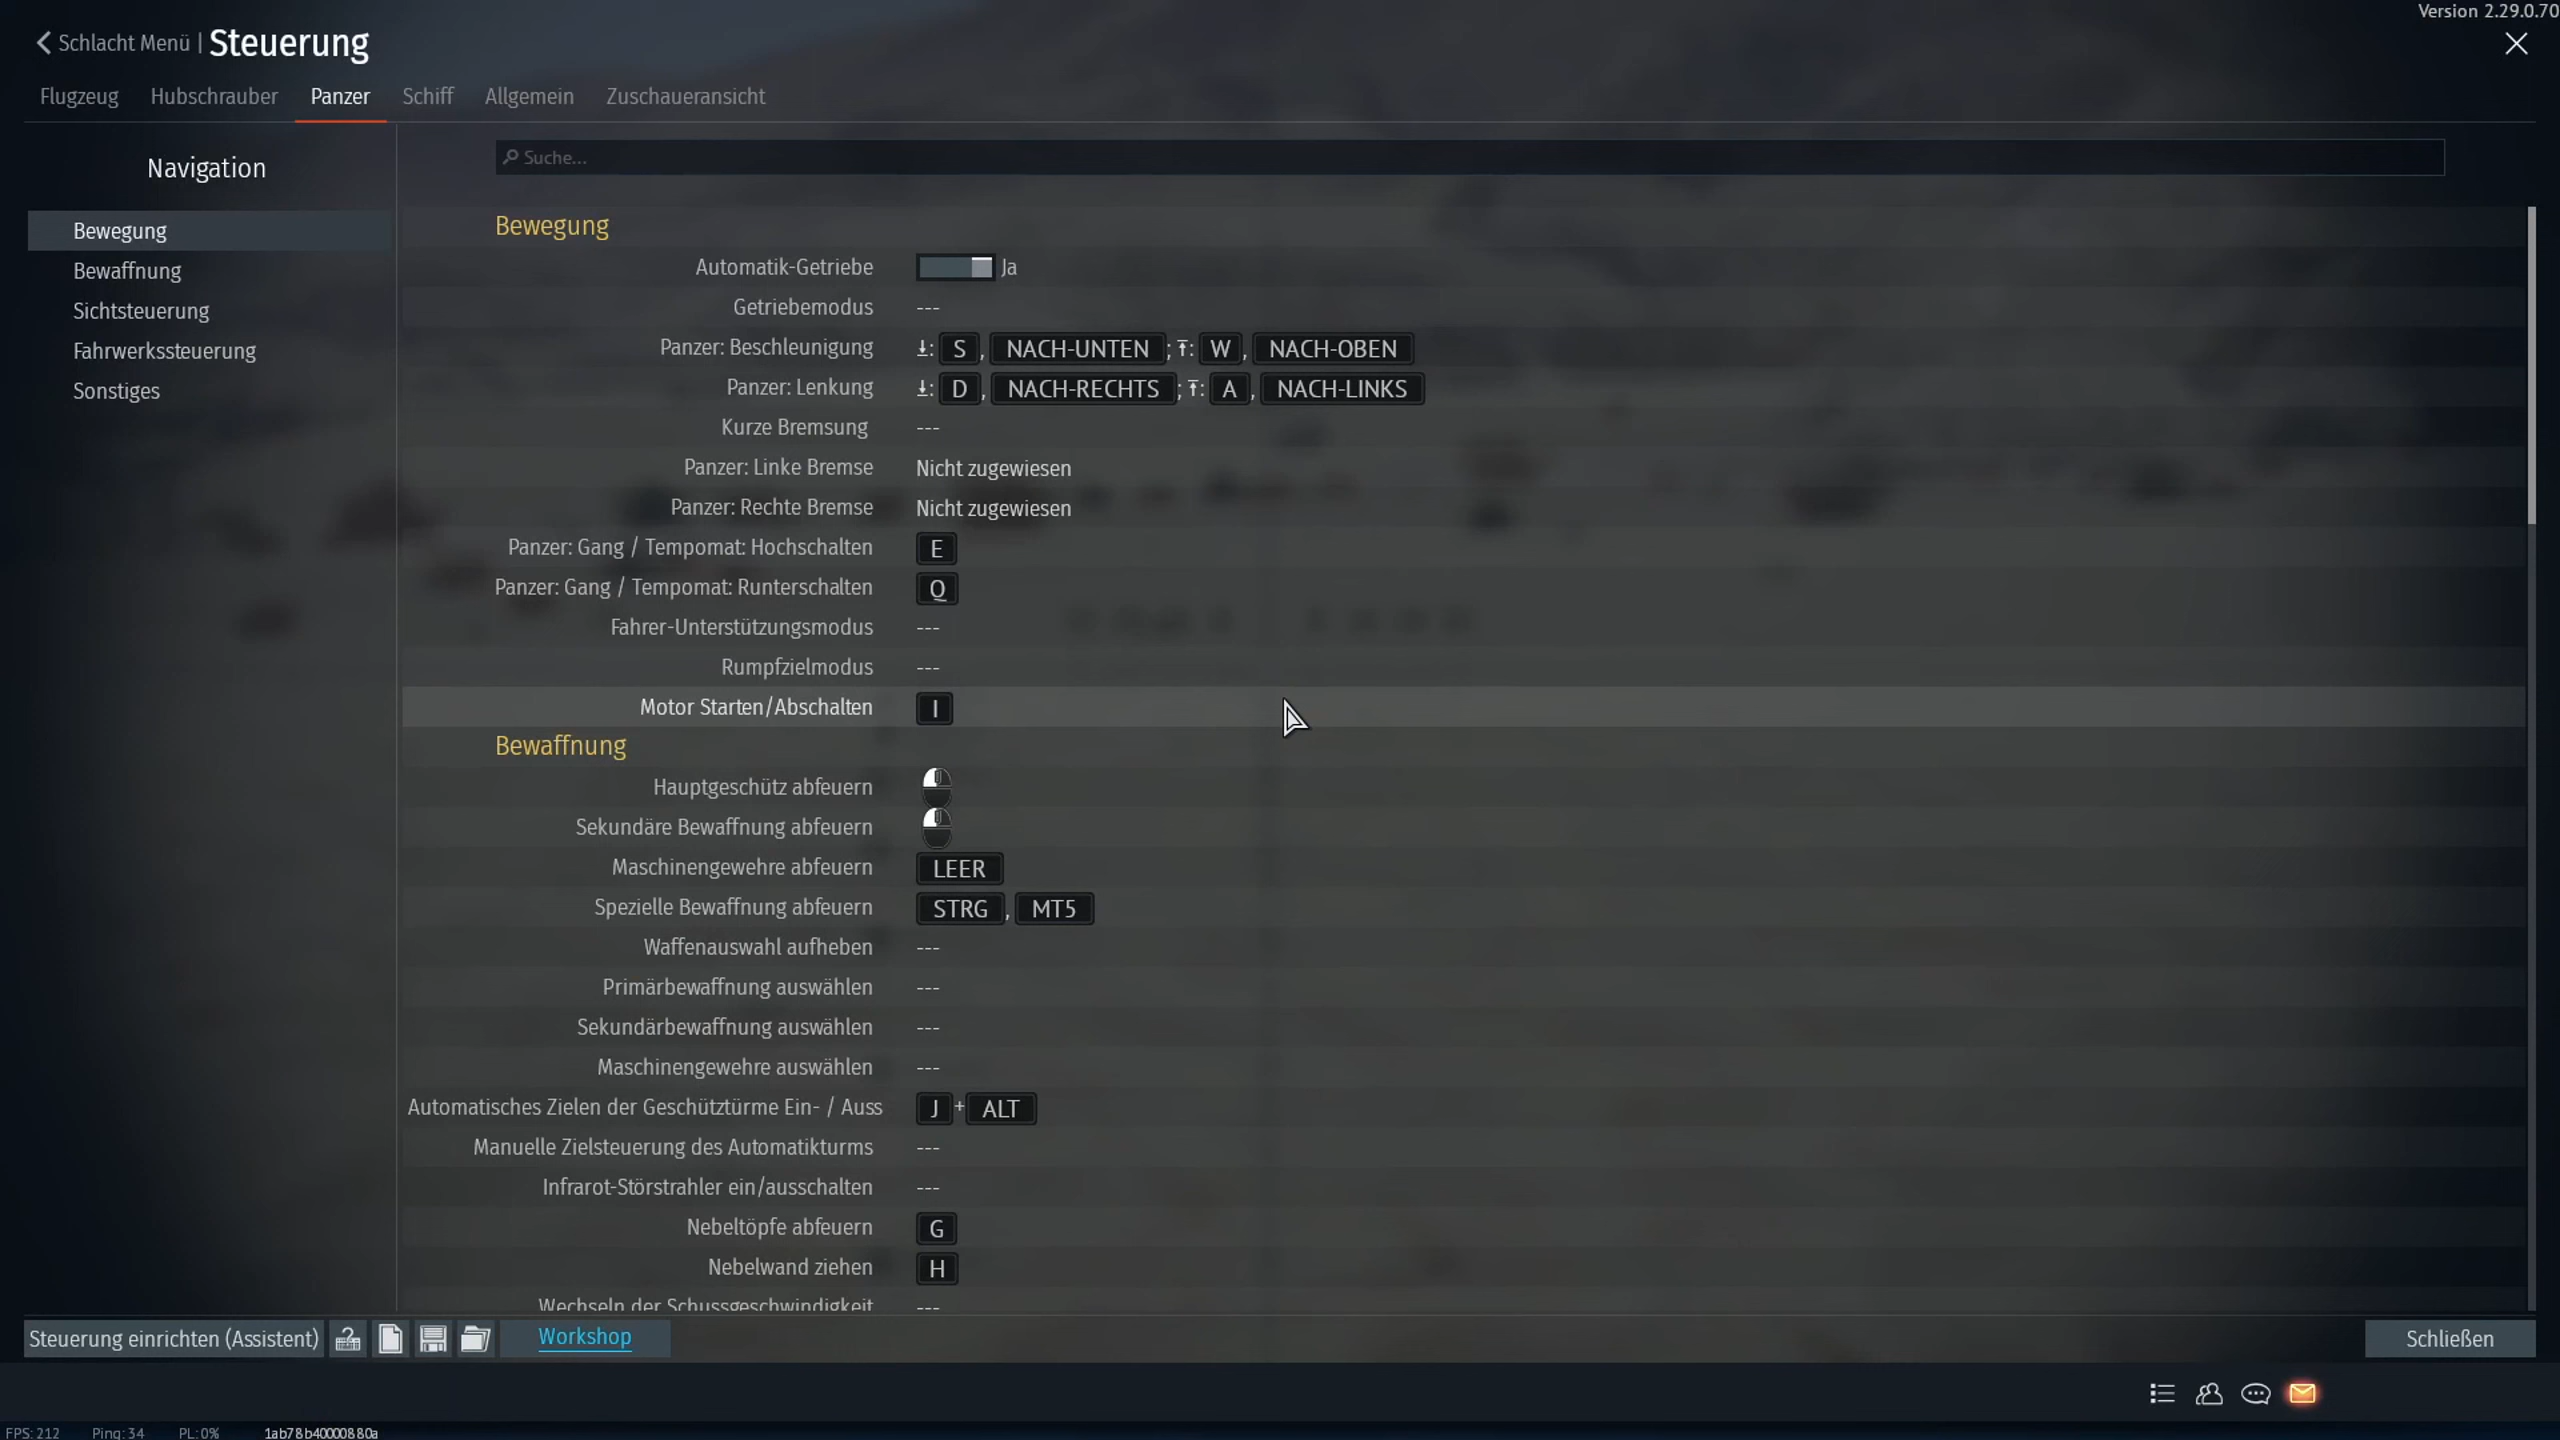 Version 2.29.0.70
Schlacht Menü | Steuerung
Flugzeug Hubschrauber Panzer Schiff Allgemein Zuschaueransicht
Navigation
Bewegung
Bewaffnung
Sichtsteuerung
Fahrwerkssteuerung
Sonstiges
Suche...
Bewegung
Automatik-Getriebe Ja
Getriebemodus ---
Panzer: Beschleunigung ↓: S, NACH-UNTEN; ↑: W, NACH-OBEN
Panzer: Lenkung ↓: D, NACH-RECHTS; ↑: A, NACH-LINKS
Kurze Bremsung ---
Panzer: Linke Bremse Nicht zugewiesen
Panzer: Rechte Bremse Nicht zugewiesen
Panzer: Gang / Tempomat: Hochschalten E
Panzer: Gang / Tempomat: Runterschalten Q
Fahrer-Unterstützungsmodus ---
Rumpfzielmodus ---
Motor Starten/Abschalten I
Bewaffnung
Hauptgeschütz abfeuern
Sekundäre Bewaffnung abfeuern
Maschinengewehre abfeuern LEER
Spezielle Bewaffnung abfeuern STRG, MT5
Waffenauswahl aufheben ---
Primärbewaffnung auswählen ---
Sekundärbewaffnung auswählen ---
Maschinengewehre auswählen ---
Automatisches Zielen der Geschütztürme Ein- / Auss J + ALT
Manuelle Zielsteuerung des Automatikturms ---
Infrarot-Störstrahler ein/ausschalten ---
Nebeltöpfe abfeuern G
Nebelwand ziehen H
Wechseln der Schussgeschwindigkeit ---
Steuerung einrichten (Assistent) Workshop Schließen
FPS: 212 Ping: 34 PL: 0% 1ab78b40000880a